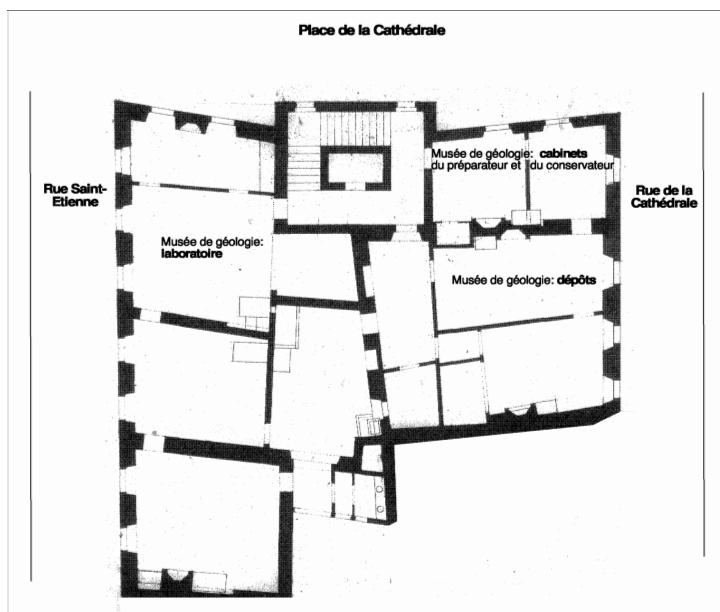 Place de la Cathédrale
Musée de géologie: cabinets
du préparateur et du conservateur
Rue Saint-
Etienne
Rue de la
Cathédrale
Musée de géologie:
laboratoire
Musée de géologie: dépôts